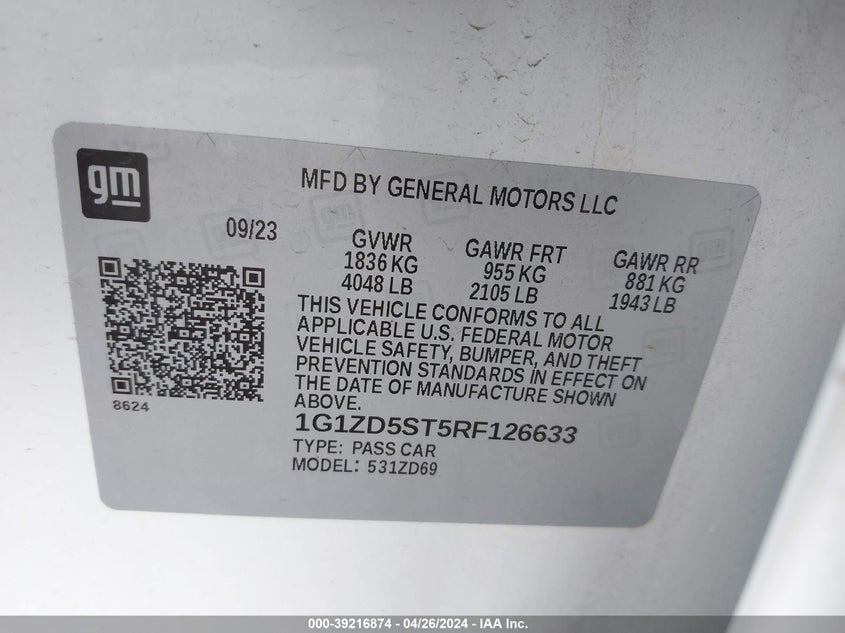 gm
MFD BY GENERAL MOTORS LLC
09/23
GVWR
1836 KG
4048 LB
GAWR FRT
955 KG
2105 LB
GAWR RR
881 KG
1943 LB
THIS VEHICLE CONFORMS TO ALL
APPLICABLE U.S. FEDERAL MOTOR
VEHICLE SAFETY, BUMPER, AND THEFT
PREVENTION STANDARDS IN EFFECT ON
THE DATE OF MANUFACTURE SHOWN
ABOVE.
8624
1G1ZD5ST5RF126633
TYPE: PASS CAR
MODEL: 531ZD69
000-39216874 - 04/26/2024 - IAA Inc.